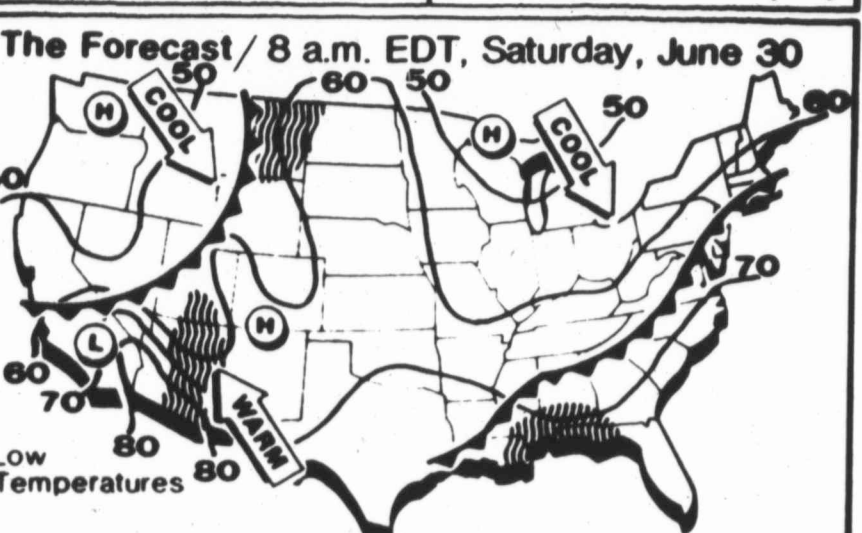 The Forecast / 8 a.m. EDT, Saturday, June 30
50
60
50
60
H
COOL
H
COOL
50
70
H
L
60
70
WARM
80
80
Low
Temperatures